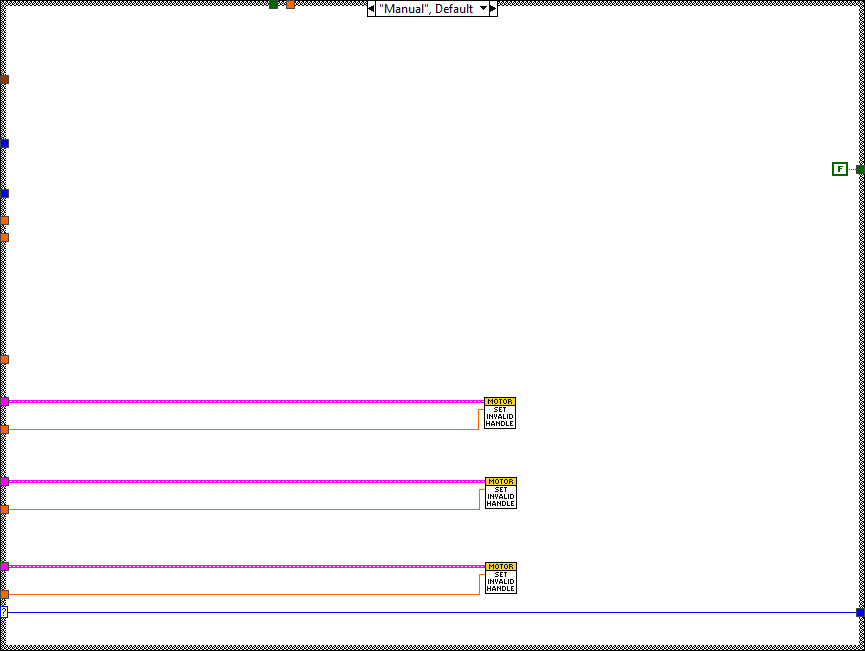 "Manual", Default
F
MOTOR
SET
INVALID
HANDLE
MOTOR
SET
INVALID
HANDLE
MOTOR
SET
INVALID
HANDLE
?